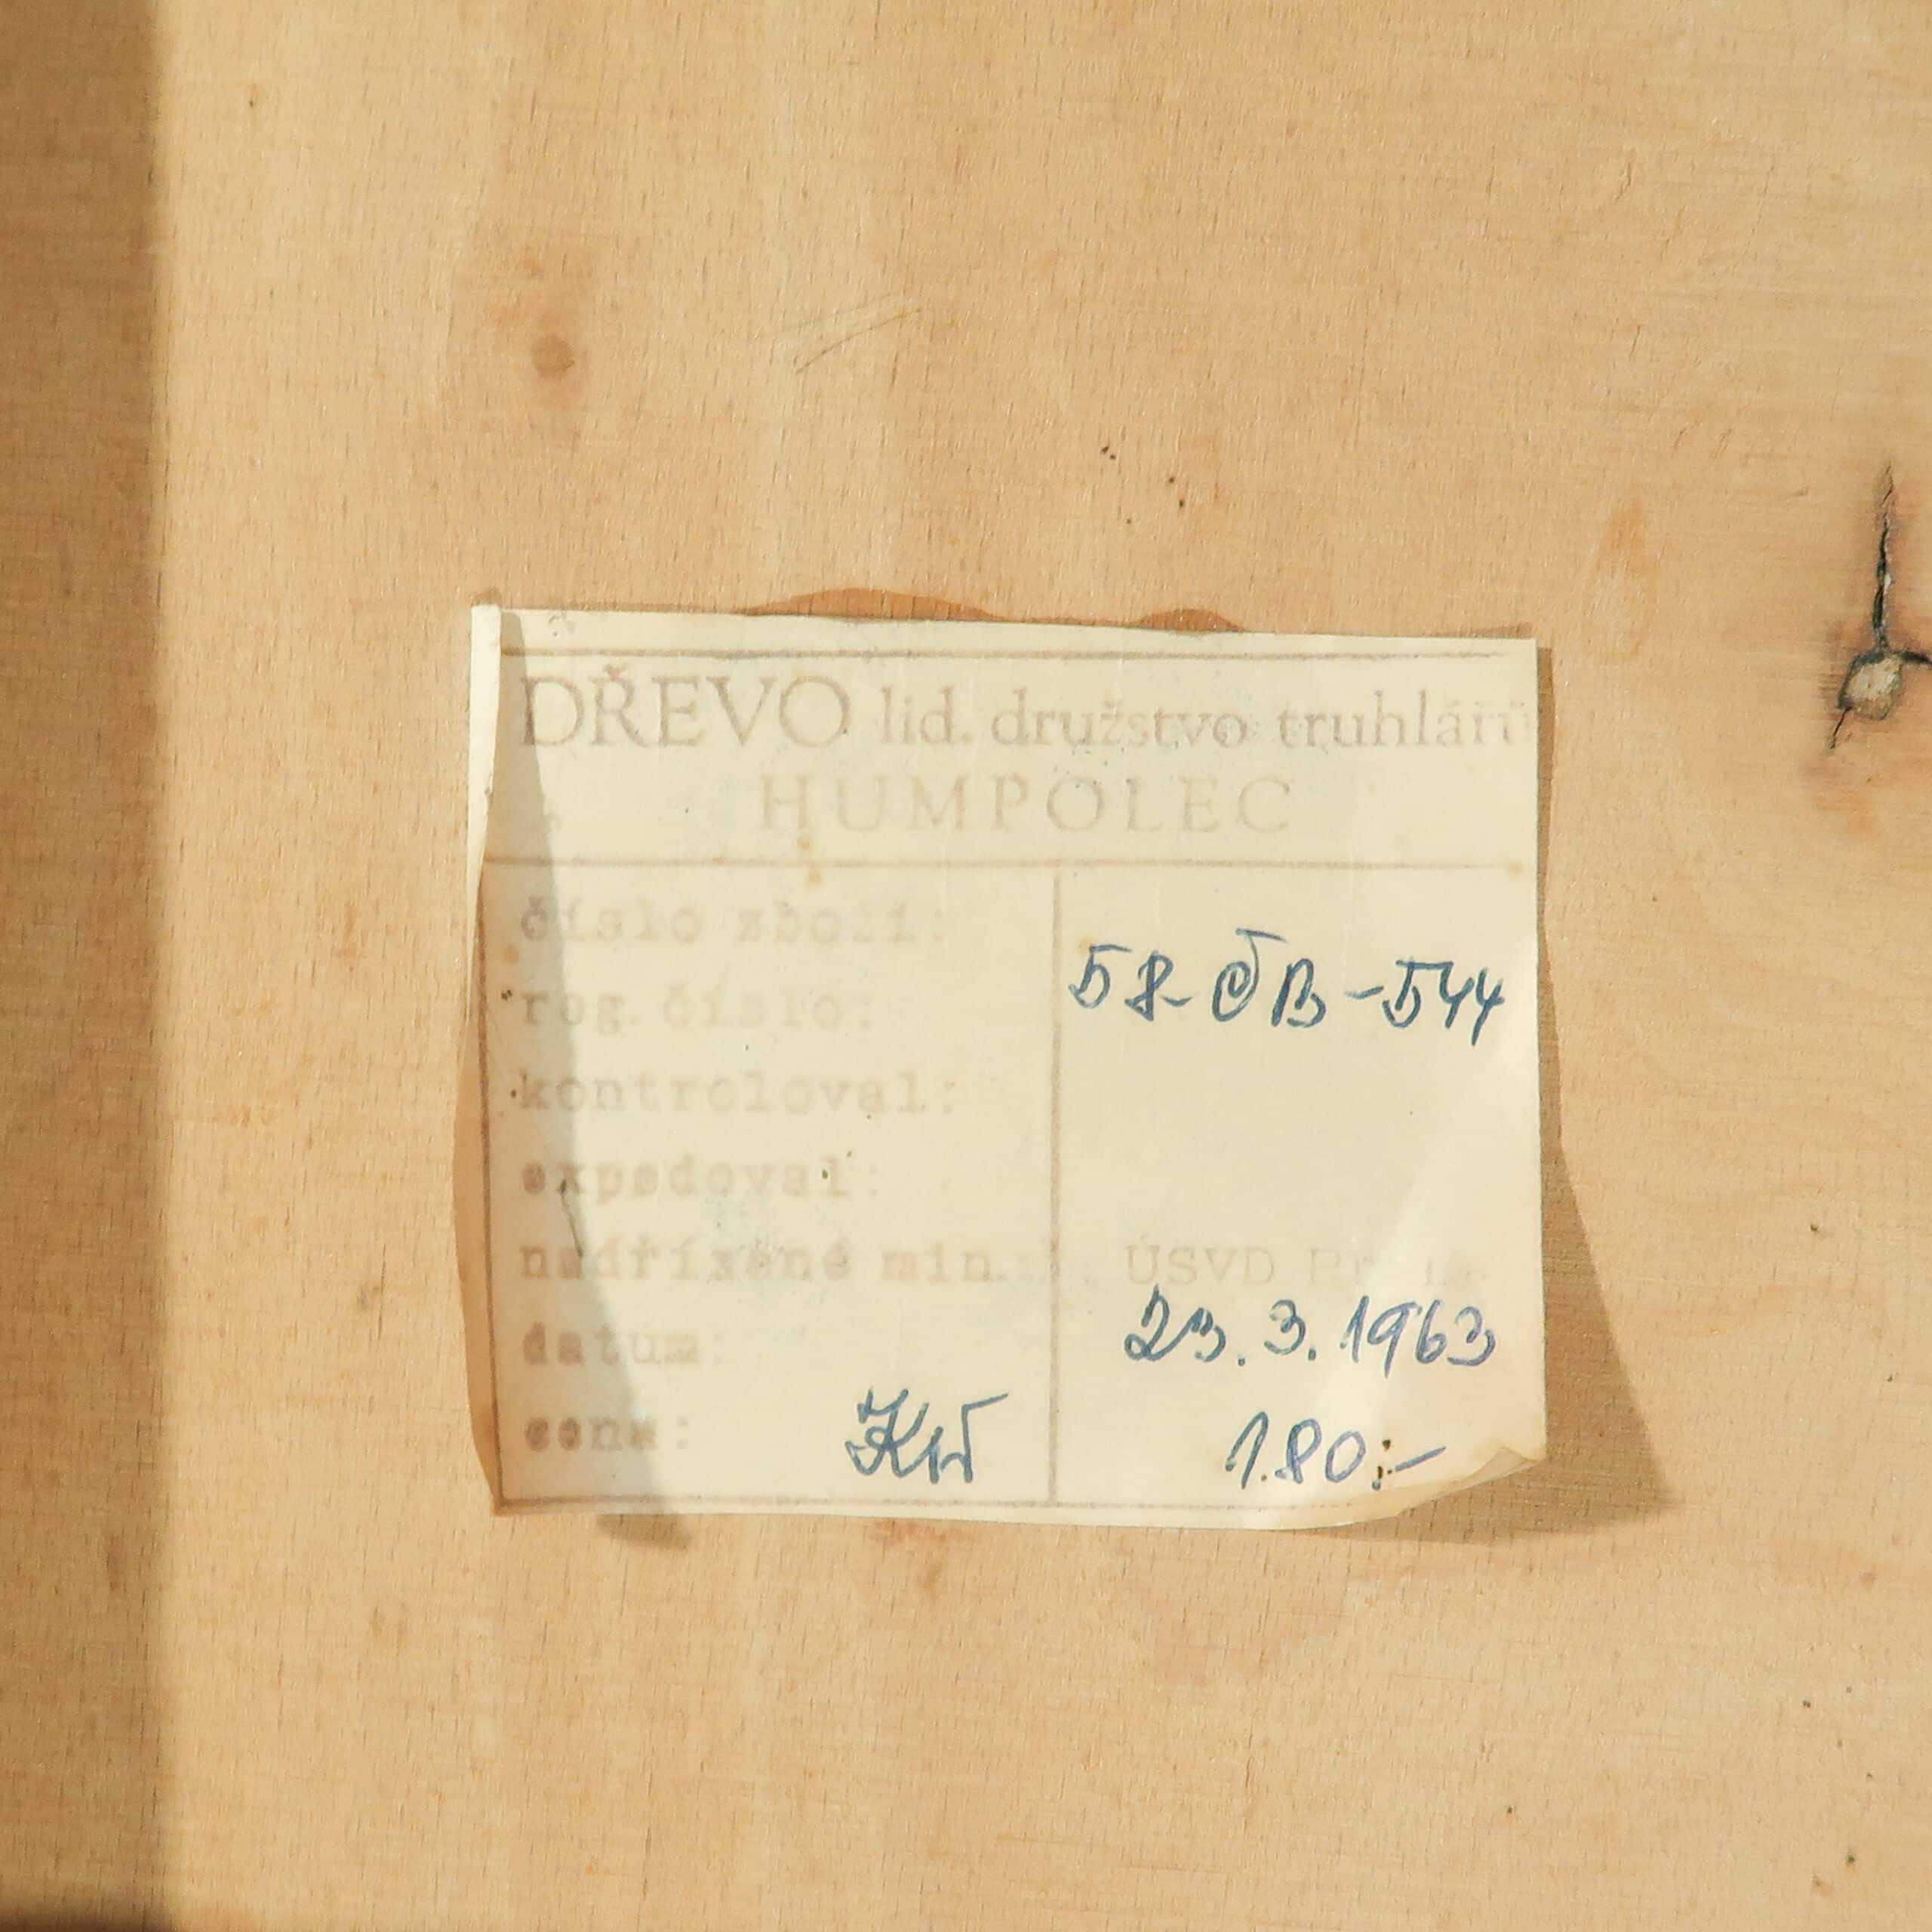 DŘEVO lid. družstvo truhlářů
HUMPOLEC
číslo zboží:
reg. číslo: 58-ČB-544
kontroloval:
expedoval:
nadřízené min.: ÚSVD
datum: 23.3.1963
cena: Kčs 180:-